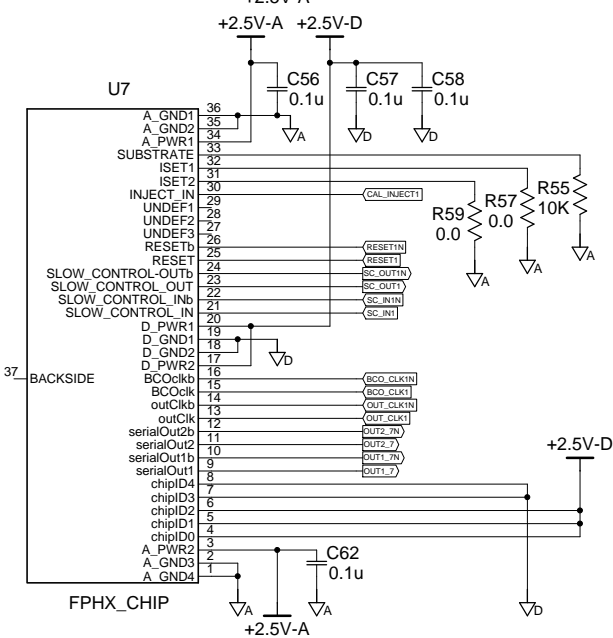 +2.5V-A
+2.5V-A +2.5V-D
U7
C56
0.1u
C57
0.1u
C58
0.1u
A
D
D
A_GND1 36
A_GND2 35
A_PWR1 34
SUBSTRATE 33
ISET1 32
ISET2 31
INJECT_IN 30 CAL_INJECT1
UNDEF1 29
UNDEF2 28
UNDEF3 27
RESETb 26 RESET1N
RESET 25 RESET1
SLOW_CONTROL-OUTb 24 SC_OUT1N
SLOW_CONTROL_OUT 23 SC_OUT1
SLOW_CONTROL_INb 22 SC_IN1N
SLOW_CONTROL_IN 21 SC_IN1
D_PWR1 20
D_GND1 19
D_GND2 18
D_PWR2 17
BCOclkb 16 BCO_CLK1N
BCOclk 15 BCO_CLK1
outClkb 14 OUT_CLK1N
outClk 13 OUT_CLK1
serialOut2b 12 OUT2_7N
serialOut2 11 OUT2_7
serialOut1b 10 OUT1_7N
serialOut1 9 OUT1_7
chipID4 8
chipID3 7
chipID2 6
chipID1 5
chipID0 4
A_PWR2 3
A_GND3 2
A_GND4 1
37 BACKSIDE
R59
0.0
R57
0.0
R55
10K
A
A
A
D
+2.5V-D
C62
0.1u
FPHX_CHIP
A
A
D
+2.5V-A